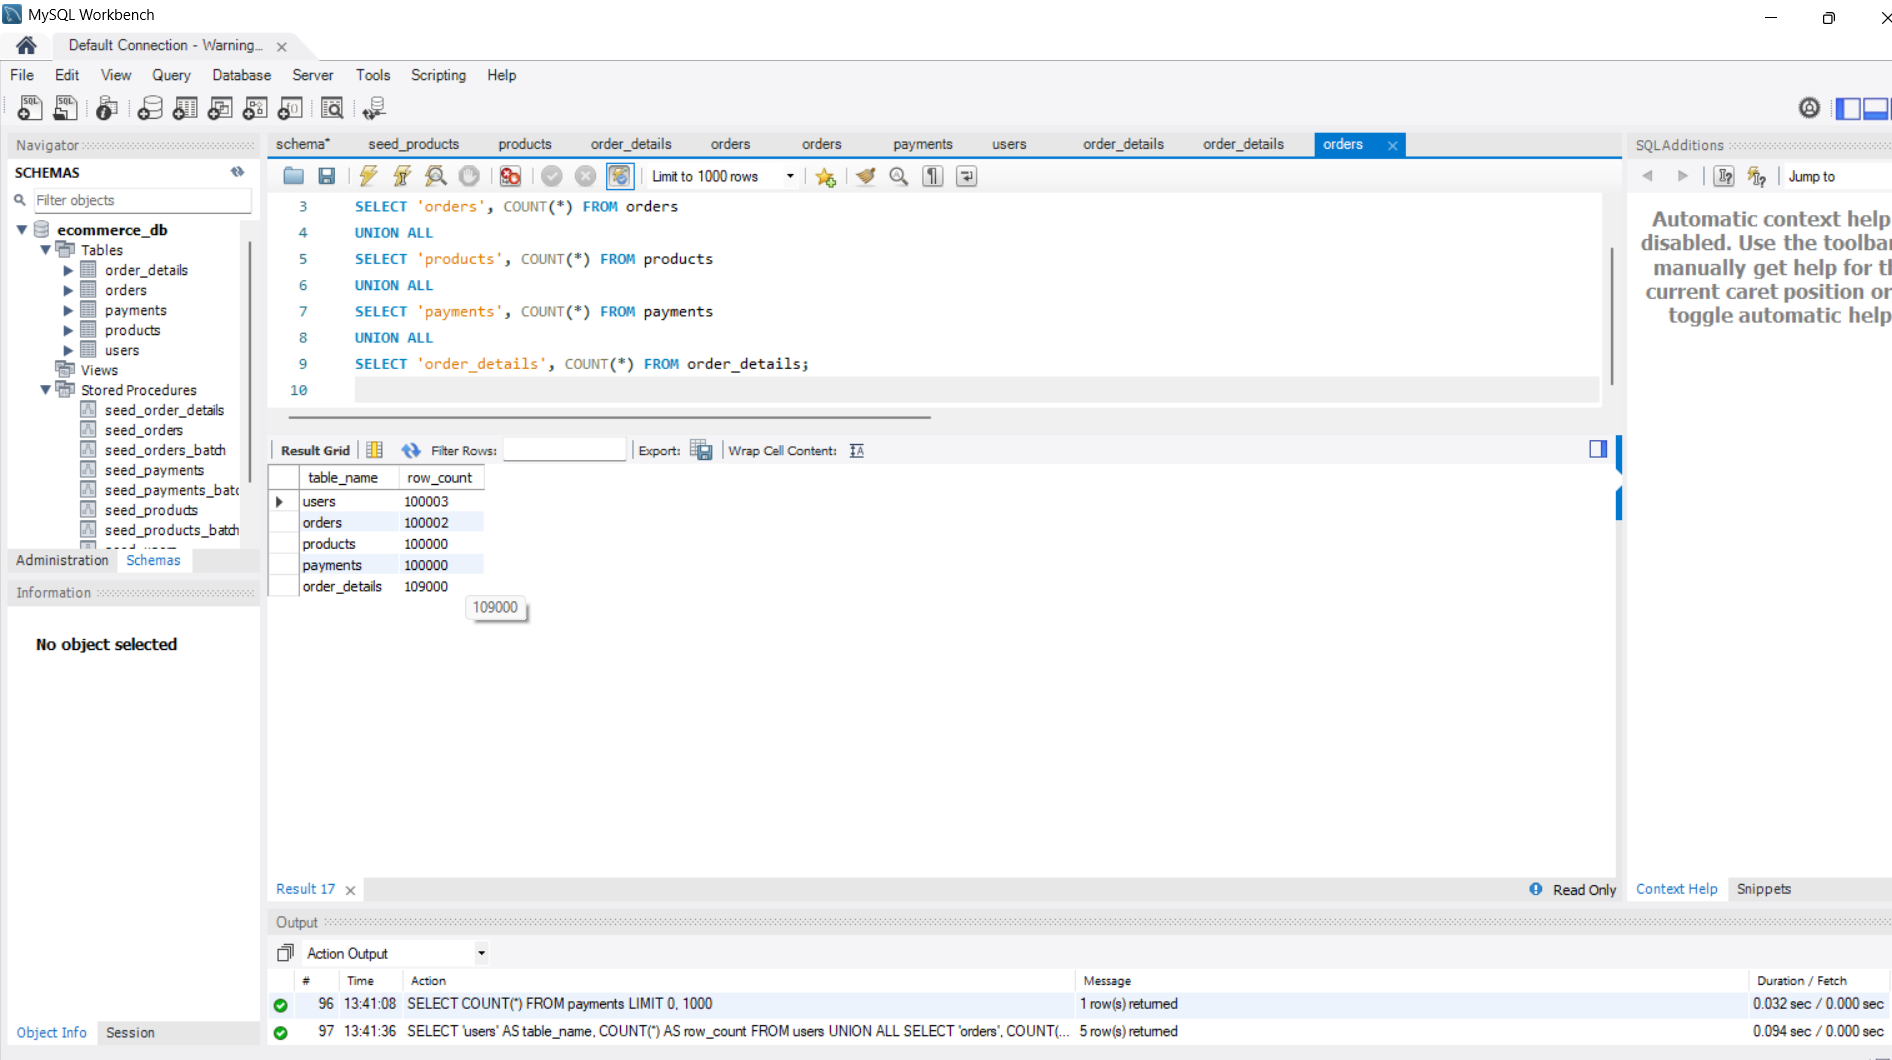 MySQL Workbench
Default Connection - Warning...
File Edit View Query Database Server Tools Scripting Help
Navigator
SCHEMAS
Filter objects
ecommerce_db
Tables
order_details
orders
payments
products
users
Views
Stored Procedures
seed_order_details
seed_orders
seed_orders_batch
seed_payments
seed_payments_batc
seed_products
seed_products_batch
Administration Schemas
Information
No object selected
Object Info Session
schema* seed_products products order_details orders orders payments users order_details order_details orders
Limit to 1000 rows
3 SELECT 'orders', COUNT(*) FROM orders
4 UNION ALL
5 SELECT 'products', COUNT(*) FROM products
6 UNION ALL
7 SELECT 'payments', COUNT(*) FROM payments
8 UNION ALL
9 SELECT 'order_details', COUNT(*) FROM order_details;
10
Result Grid Filter Rows: Export: Wrap Cell Content:
table_name row_count
users 100003
orders 100002
products 100000
payments 100000
order_details 109000
109000
Result 17
Read Only
SQLAdditions
Jump to
Automatic context help
disabled. Use the toolbar
manually get help for th
current caret position or
toggle automatic help
Context Help Snippets
Output
Action Output
# Time Action Message Duration / Fetch
96 13:41:08 SELECT COUNT(*) FROM payments LIMIT 0, 1000 1 row(s) returned 0.032 sec / 0.000 sec
97 13:41:36 SELECT 'users' AS table_name, COUNT(*) AS row_count FROM users UNION ALL SELECT 'orders', COUNT(... 5 row(s) returned 0.094 sec / 0.000 sec